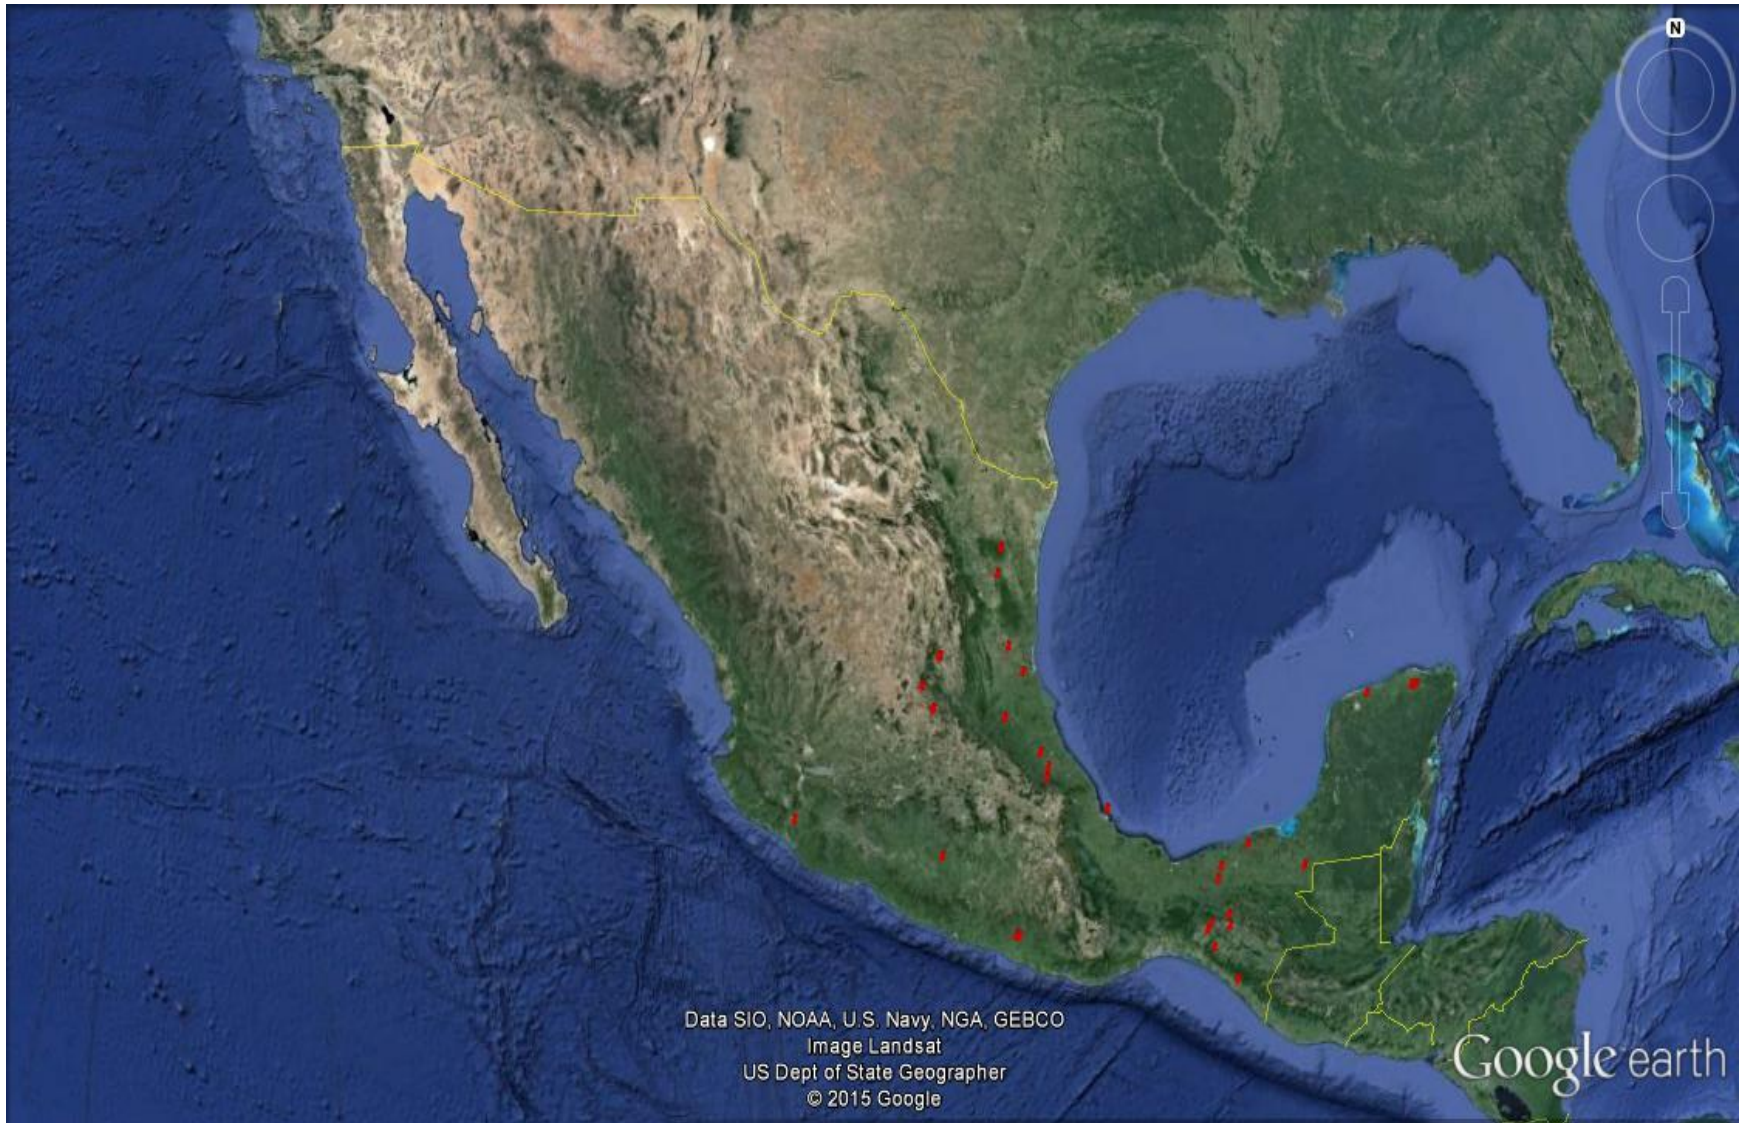 N
Data SIO, NOAA, U.S. Navy, NGA, GEBCO
Image Landsat
US Dept of State Geographer
© 2015 Google
Google earth